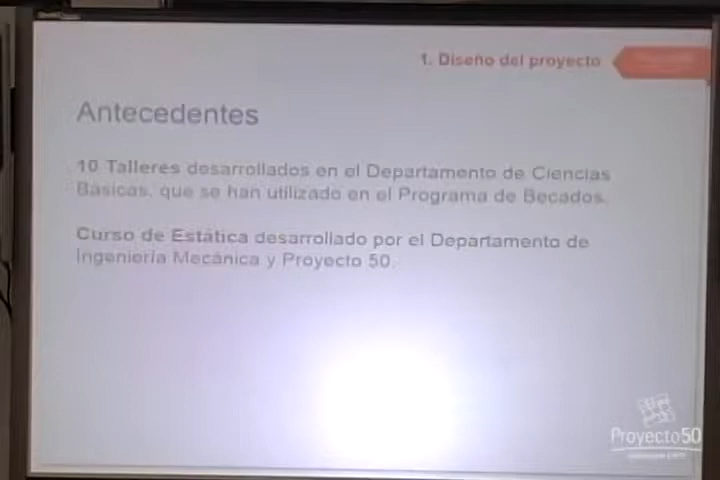 1. Diseño del proyecto
Antecedentes
10 Talleres desarrollados en el Departamento de Ciencias
Básicas, que se han utilizado en el Programa de Becados.
Curso de Estática desarrollado por el Departamento de
Ingeniería Mecánica y Proyecto 50.
Proyecto50